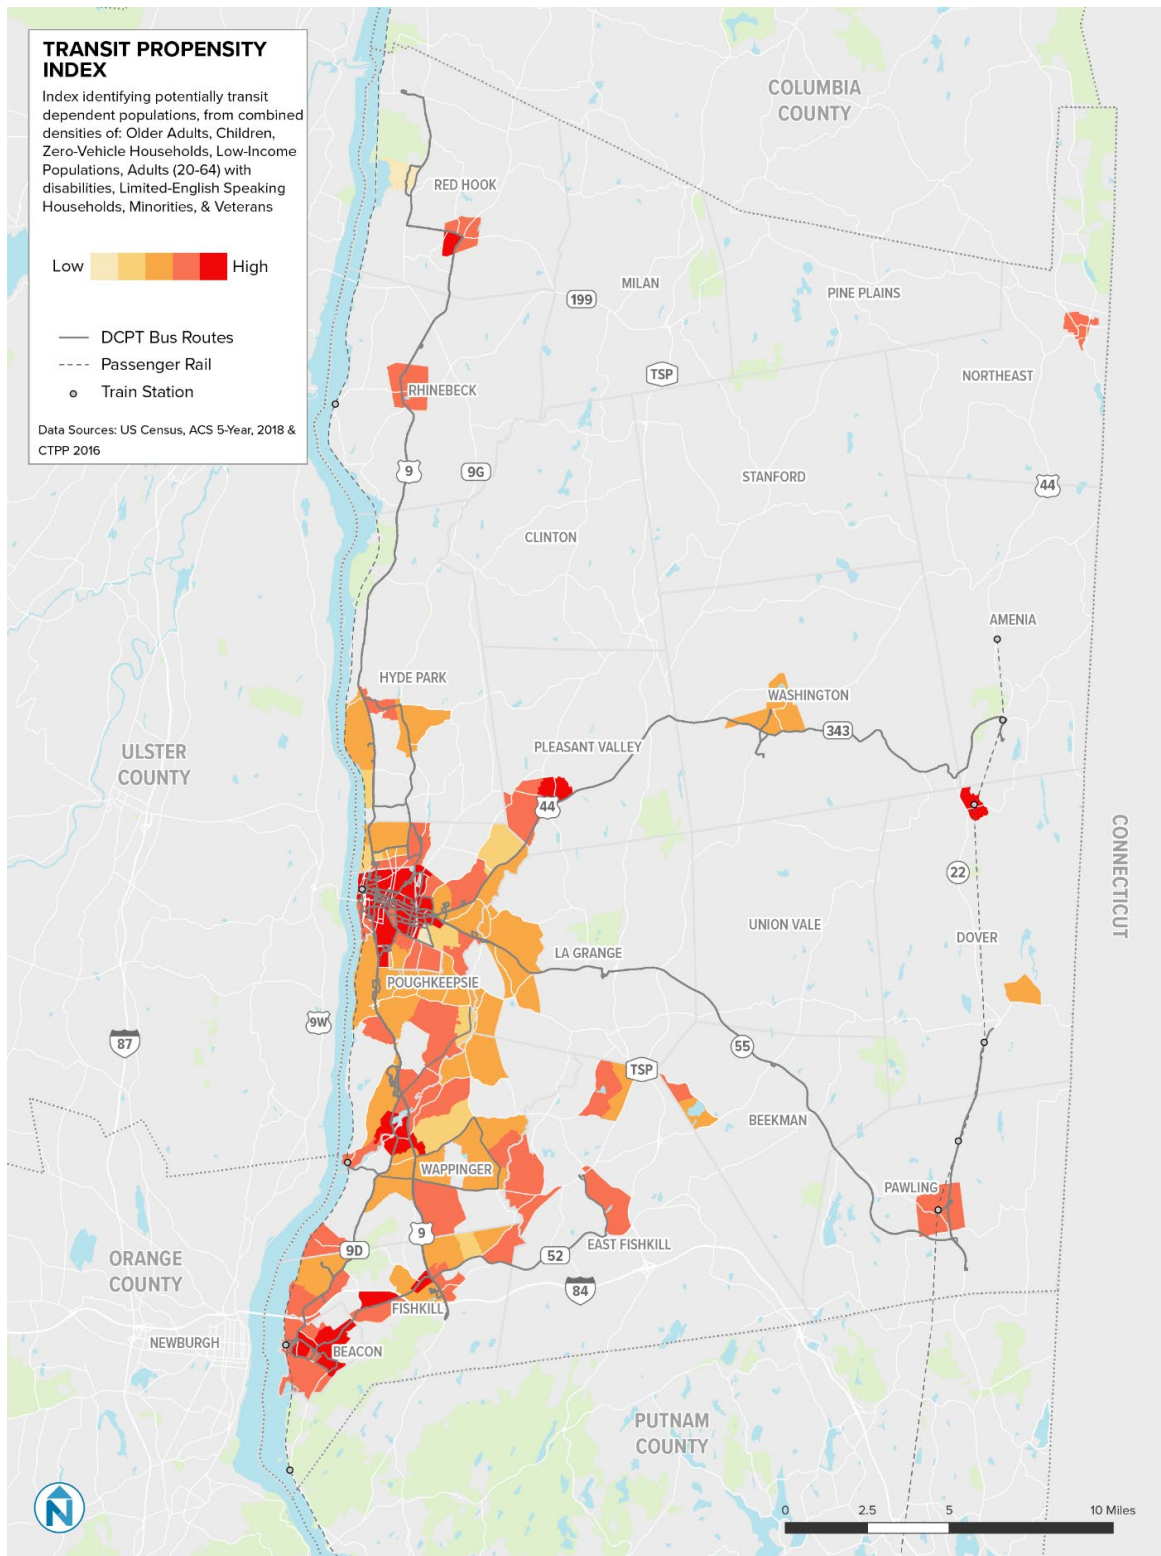 TRANSIT PROPENSITY
INDEX
Index identifying potentially transit
dependent populations, from combined
densities of: Older Adults, Children,
Zero-Vehicle Households, Low-Income
Populations, Adults (20-64) with
disabilities, Limited-English Speaking
Households, Minorities, & Veterans
Low High
DCPT Bus Routes
Passenger Rail
Train Station
Data Sources: US Census, ACS 5-Year, 2018 &
CTPP 2016
COLUMBIA
COUNTY
RED HOOK
MILAN
PINE PLAINS
199
TSP
NORTHEAST
RHINEBECK
9
9G
STANFORD
44
CLINTON
AMENIA
HYDE PARK
WASHINGTON
343
PLEASANT VALLEY
ULSTER
COUNTY
44
CONNECTICUT
22
UNION VALE
DOVER
LA GRANGE
POUGHKEEPSIE
9W
87
55
TSP
BEEKMAN
WAPPINGER
PAWLING
9
9D
52
EAST FISHKILL
ORANGE
COUNTY
84
FISHKILL
NEWBURGH
BEACON
PUTNAM
COUNTY
N
0 2.5 5 10 Miles